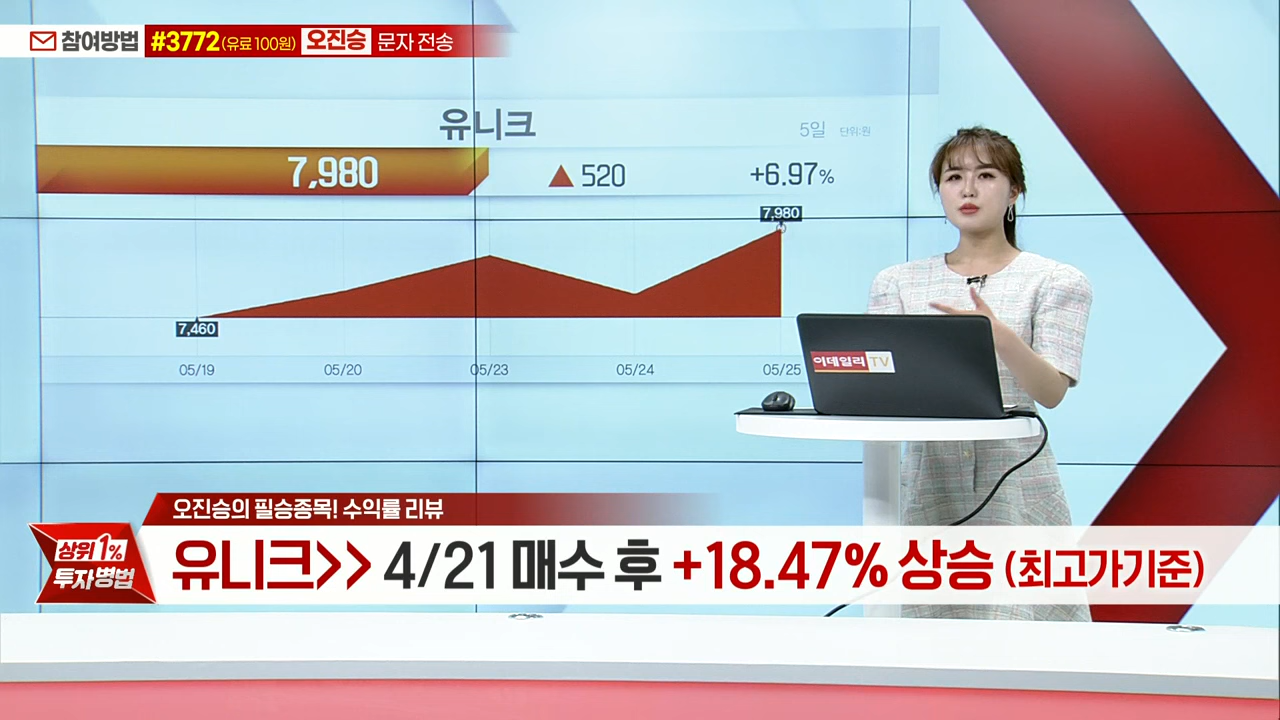 참여방법 #3772(유료 100원) 오진승 문자 전송
유니크
5일 단위:원
7,980 ▲ 520 +6.97%
7,980
7,460
05/19 05/20 05/23 05/24 05/25
이데일리 TV
오진승의 필승종목! 수익률 리뷰
상위 1%
투자병법
유니크>> 4/21 매수 후 +18.47% 상승 (최고가기준)